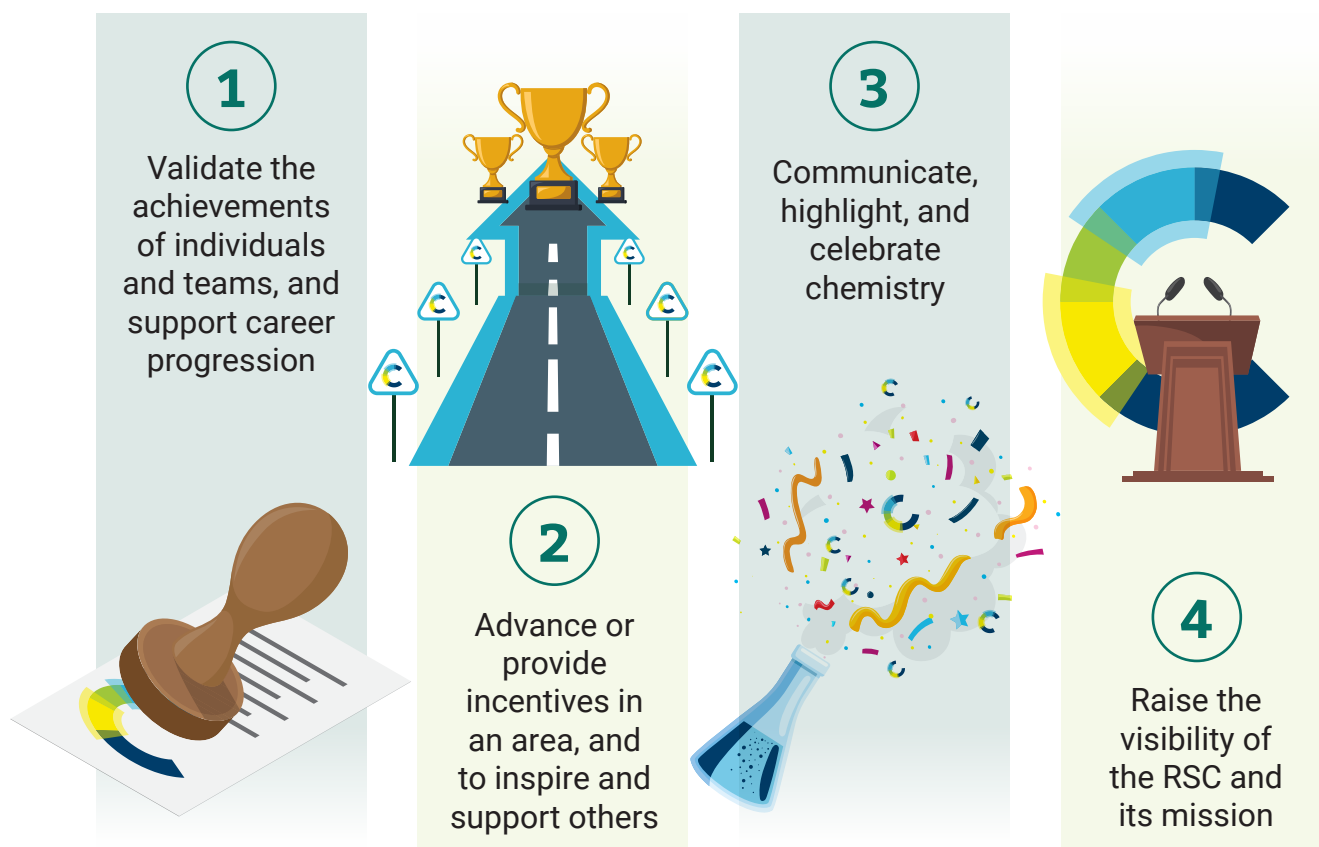 1
Validate the
achievements
of individuals
and teams, and
support career
progression
2
Advance or
provide
incentives in
an area, and
to inspire and
support others
3
Communicate,
highlight, and
celebrate
chemistry
4
Raise the
visibility of
the RSC and
its mission